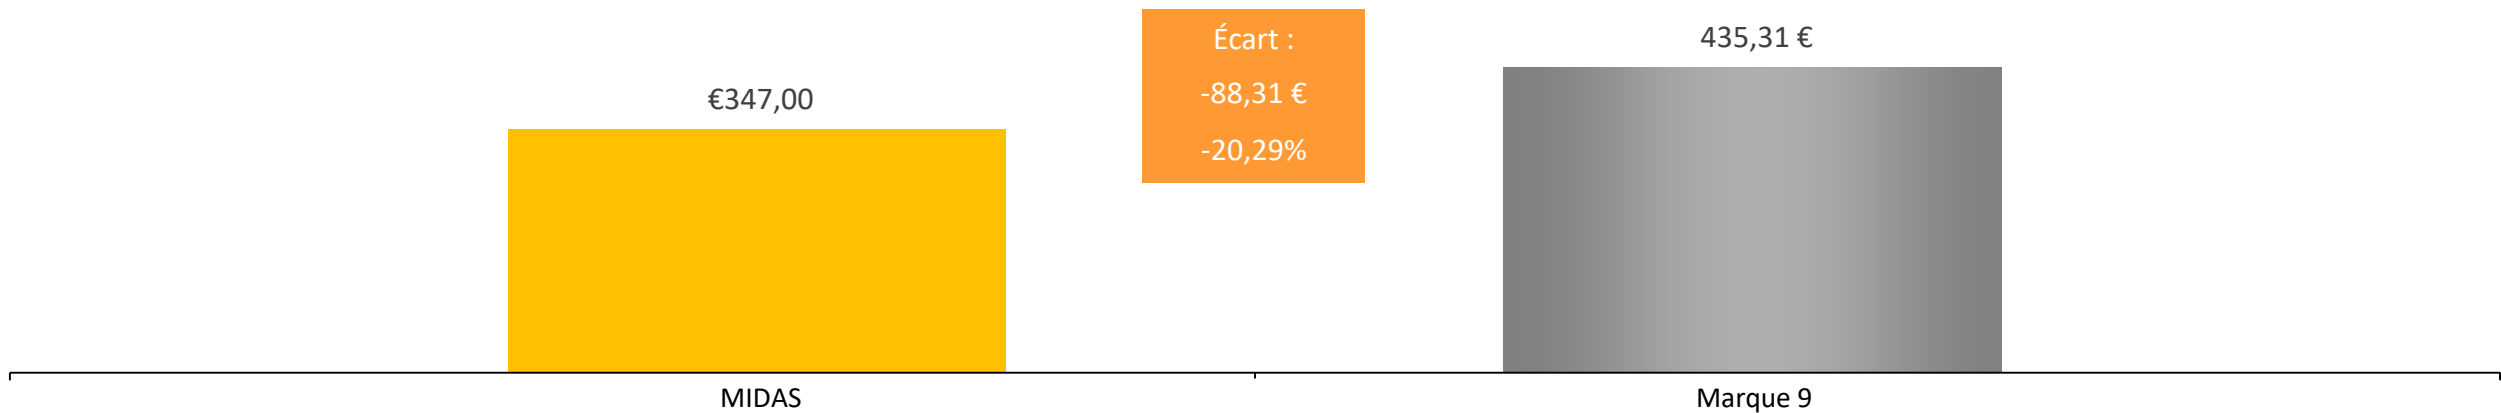 €347,00
Écart :
-88,31 €
-20,29%
435,31 €
MIDAS
Marque 9